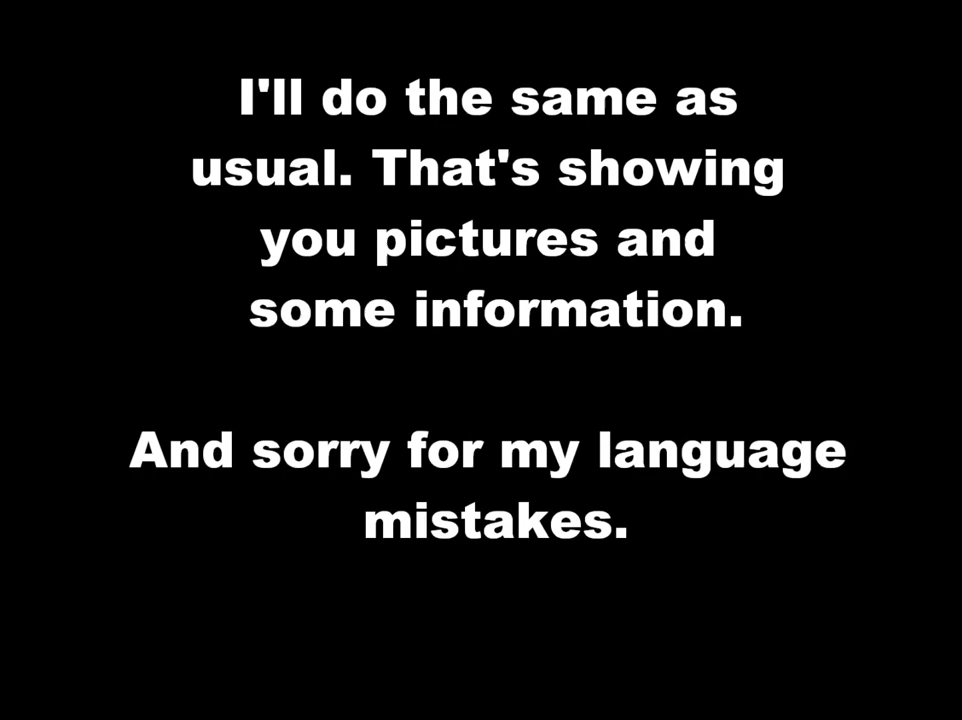 I'll do the same as
usual. That's showing
you pictures and
some information.
And sorry for my language
mistakes.